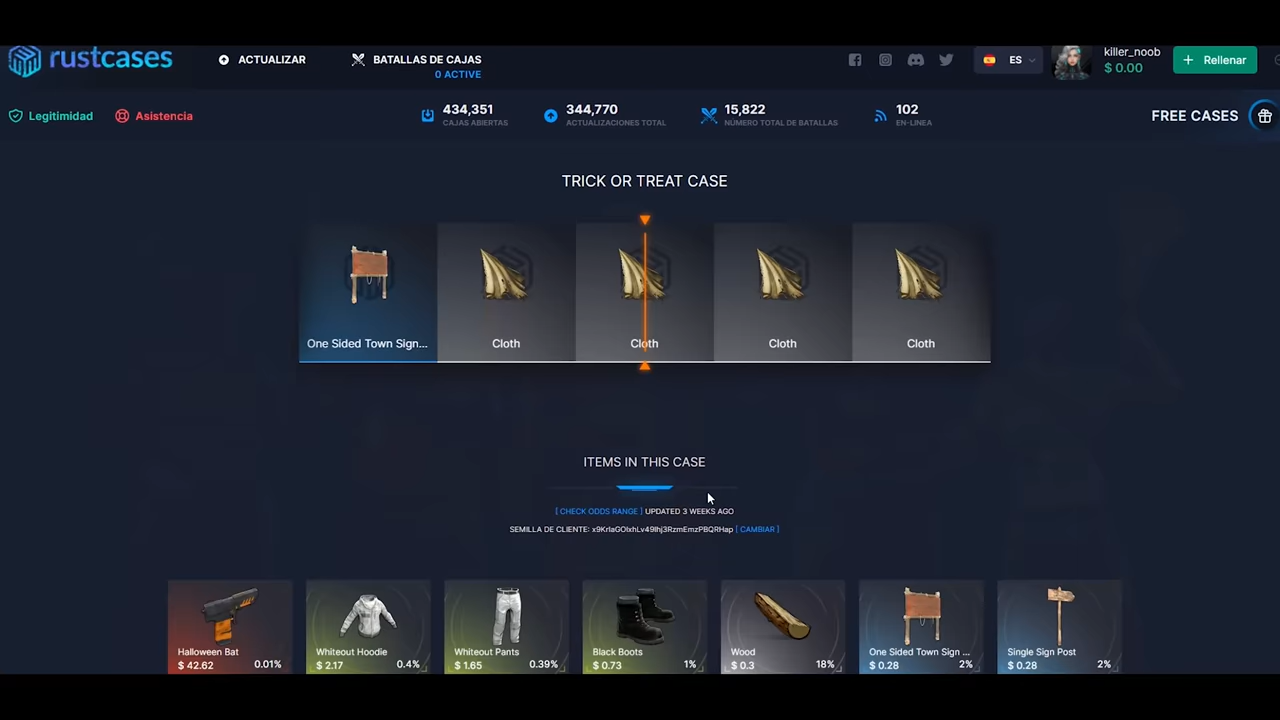 rustcases
ACTUALIZAR
BATALLAS DE CAJAS
0 ACTIVE
ES
killer_noob
$ 0.00
Rellenar
Legitimidad
Asistencia
434,351
CAJAS ABIERTAS
344,770
ACTUALIZACIONES TOTAL
15,822
NÚMERO TOTAL DE BATALLAS
102
EN-LINEA
FREE CASES
TRICK OR TREAT CASE
One Sided Town Sign...
Cloth
Cloth
Cloth
Cloth
ITEMS IN THIS CASE
[ CHECK ODDS RANGE ] UPDATED 3 WEEKS AGO
SEMILLA DE CLIENTE: [ CAMBIAR ]
Halloween Bat
$ 42.62 0.01%
Whiteout Hoodie
$ 2.17 0.4%
Whiteout Pants
$ 1.65 0.39%
Black Boots
$ 0.73 1%
Wood
$ 0.3 18%
One Sided Town Sign ...
$ 0.28 2%
Single Sign Post
$ 0.28 2%